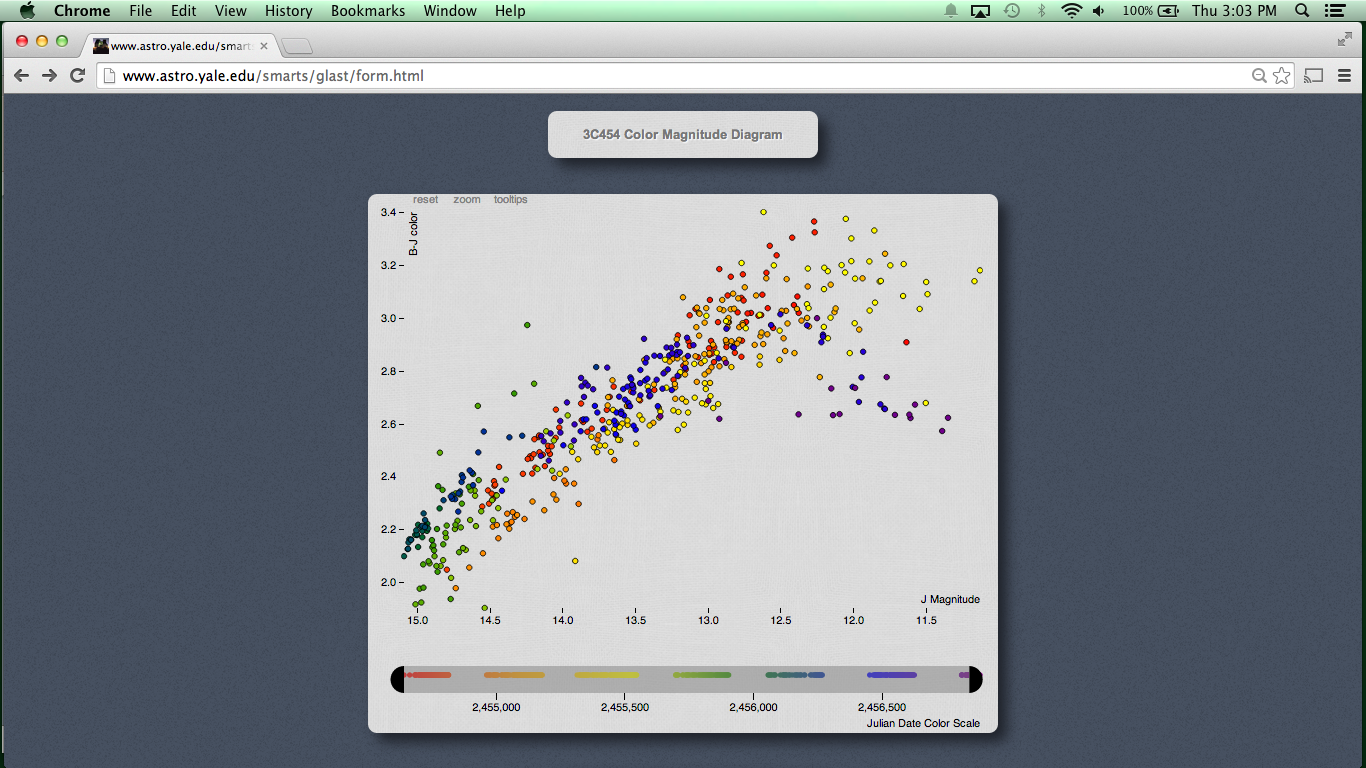 Chrome File Edit View History Bookmarks Window Help 100% Thu 3:03 PM
www.astro.yale.edu/smarts
www.astro.yale.edu/smarts/glast/form.html
3C454 Color Magnitude Diagram
reset zoom tooltips
B-J color
3.4
3.2
3.0
2.8
2.6
2.4
2.2
2.0
J Magnitude
15.0 14.5 14.0 13.5 13.0 12.5 12.0 11.5
2,455,000 2,455,500 2,456,000 2,456,500
Julian Date Color Scale